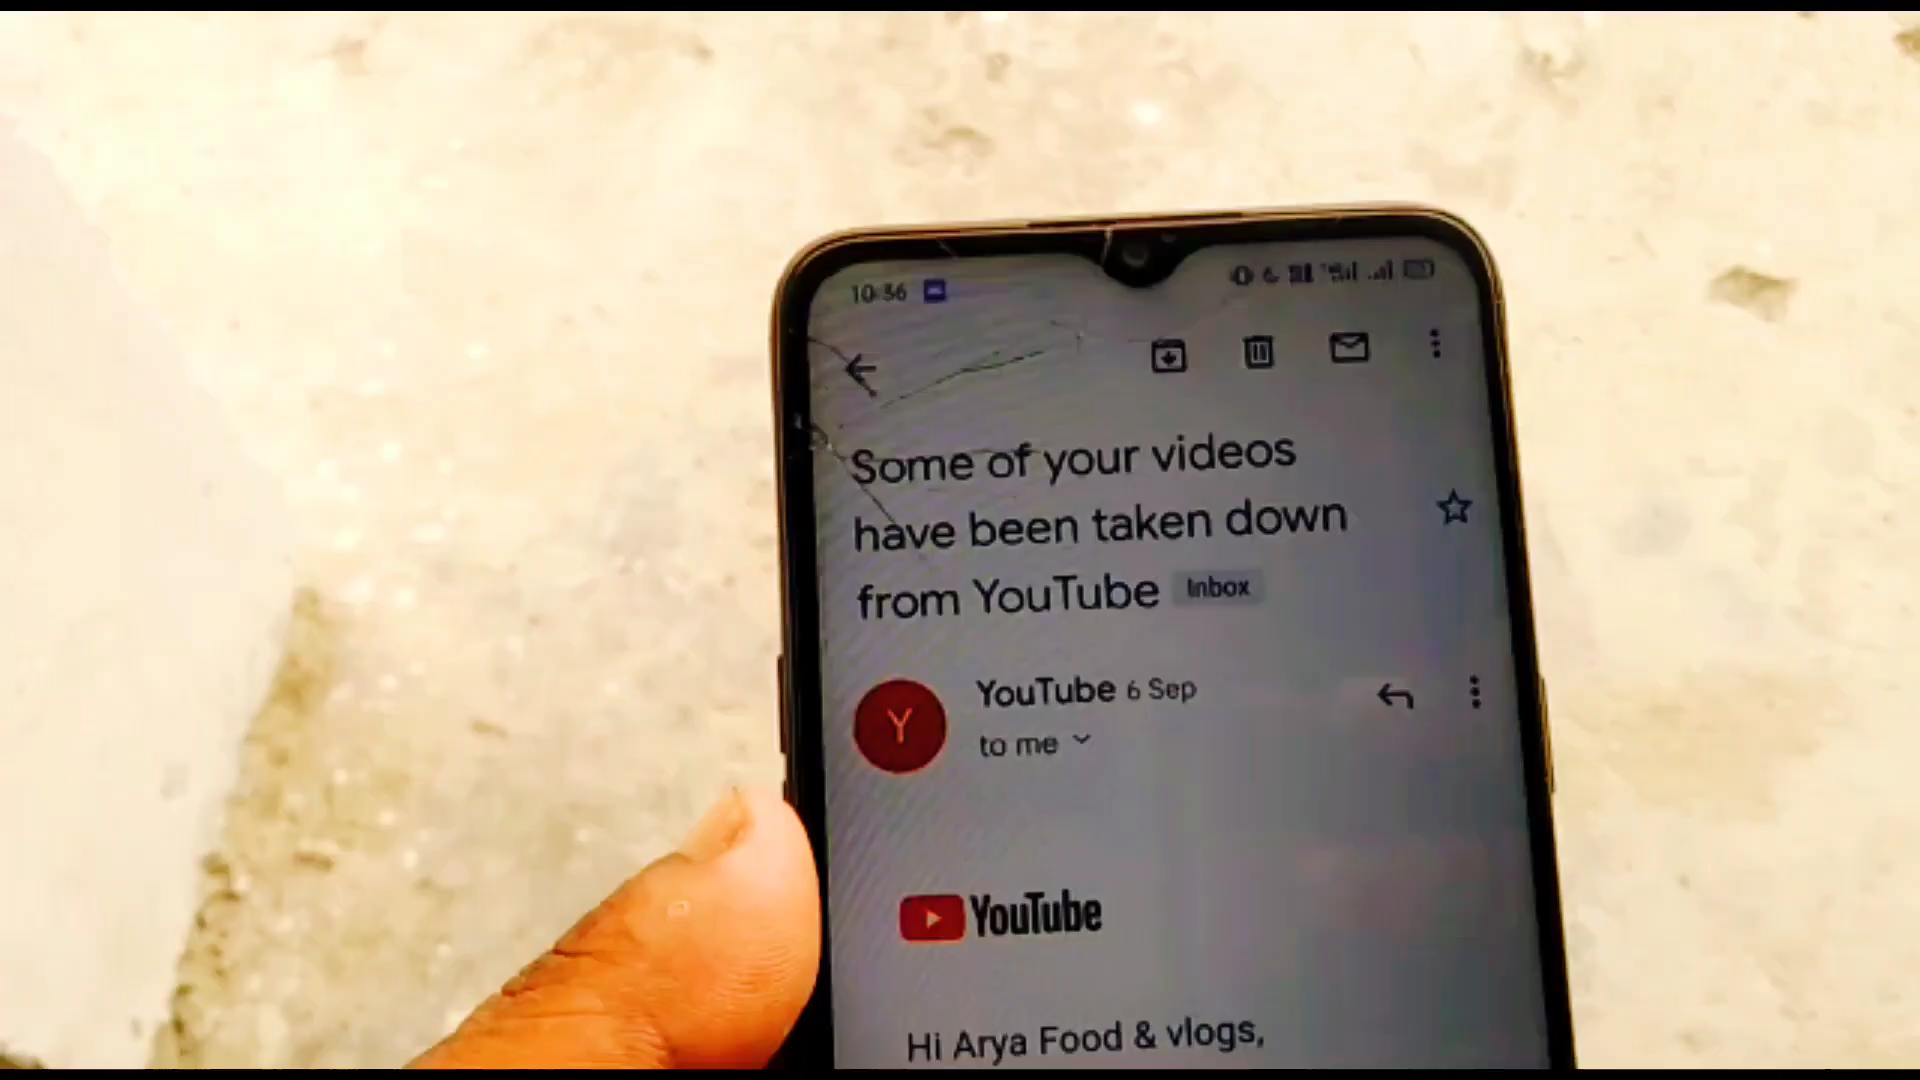 10:36
Some of your videos
have been taken down
from YouTube Inbox
Y
YouTube 6 Sep
to me
YouTube
Hi Arya Food & vlogs,